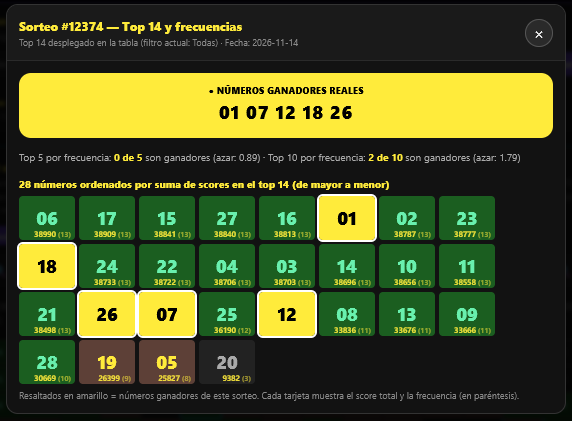 Sorteo #12374 — Top 14 y frecuencias
Top 14 desplegado en la tabla (filtro actual: Todas) · Fecha: 2026-11-14
×
• NÚMEROS GANADORES REALES
01 07 12 18 26
Top 5 por frecuencia: 0 de 5 son ganadores (azar: 0.89) · Top 10 por frecuencia: 2 de 10 son ganadores (azar: 1.79)
28 números ordenados por suma de scores en el top 14 (de mayor a menor)
06 17 15 27 16 01 02 23
38990 (13) 38909 (13) 38841 (13) 38840 (13) 38813 (13) 38787 (13) 38777 (13)
18 24 22 04 03 14 10 11
38733 (13) 38722 (13) 38706 (13) 38703 (13) 38696 (13) 38656 (13) 38558 (13)
21 26 07 25 12 08 13 09
38498 (13) 36190 (12) 33836 (11) 33676 (11) 33666 (11)
28 19 05 20
30669 (10) 26399 (9) 25827 (8) 9382 (3)
Resaltados en amarillo = números ganadores de este sorteo. Cada tarjeta muestra el score total y la frecuencia (en paréntesis).